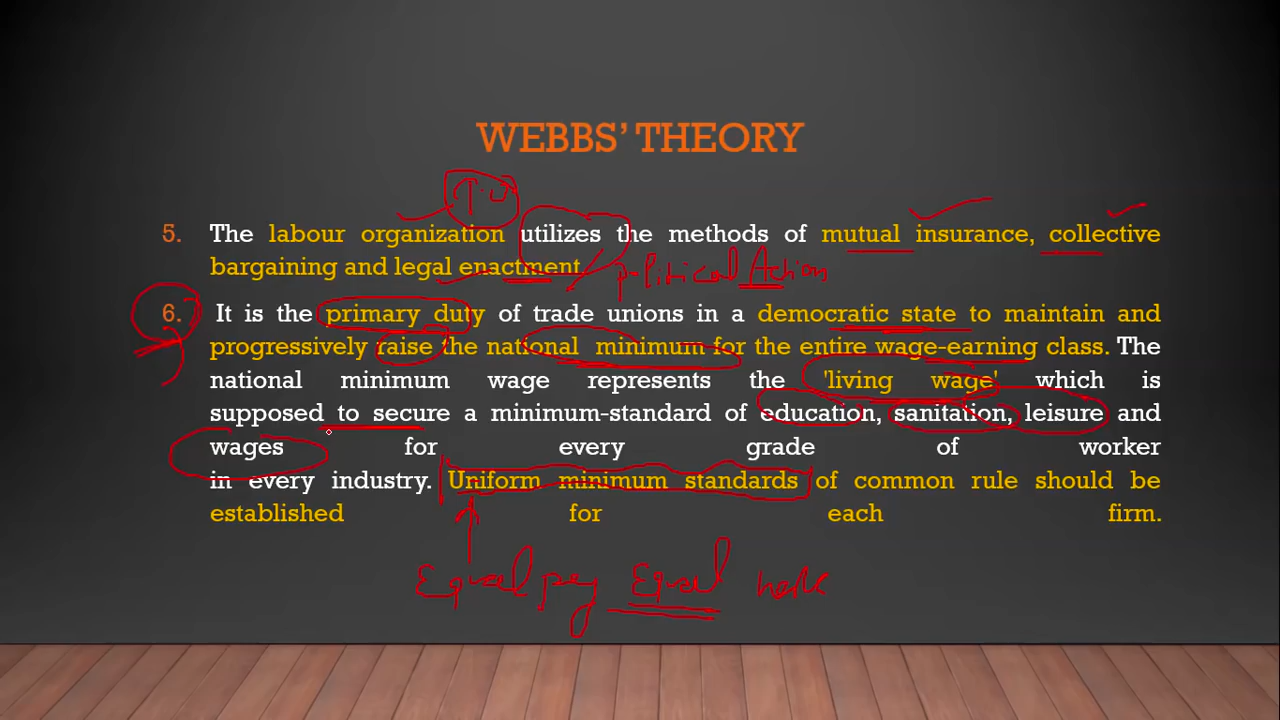 WEBBS' THEORY
T.U
5. The labour organization utilizes the methods of mutual insurance, collective
bargaining and legal enactment.
political Action
6. It is the primary duty of trade unions in a democratic state to maintain and
progressively raise the national minimum for the entire wage-earning class. The
national minimum wage represents the 'living wage' which is
supposed to secure a minimum-standard of education, sanitation, leisure and
wages for every grade of worker
in every industry. Uniform minimum standards of common rule should be
established for each firm.
Equal pay Equal work